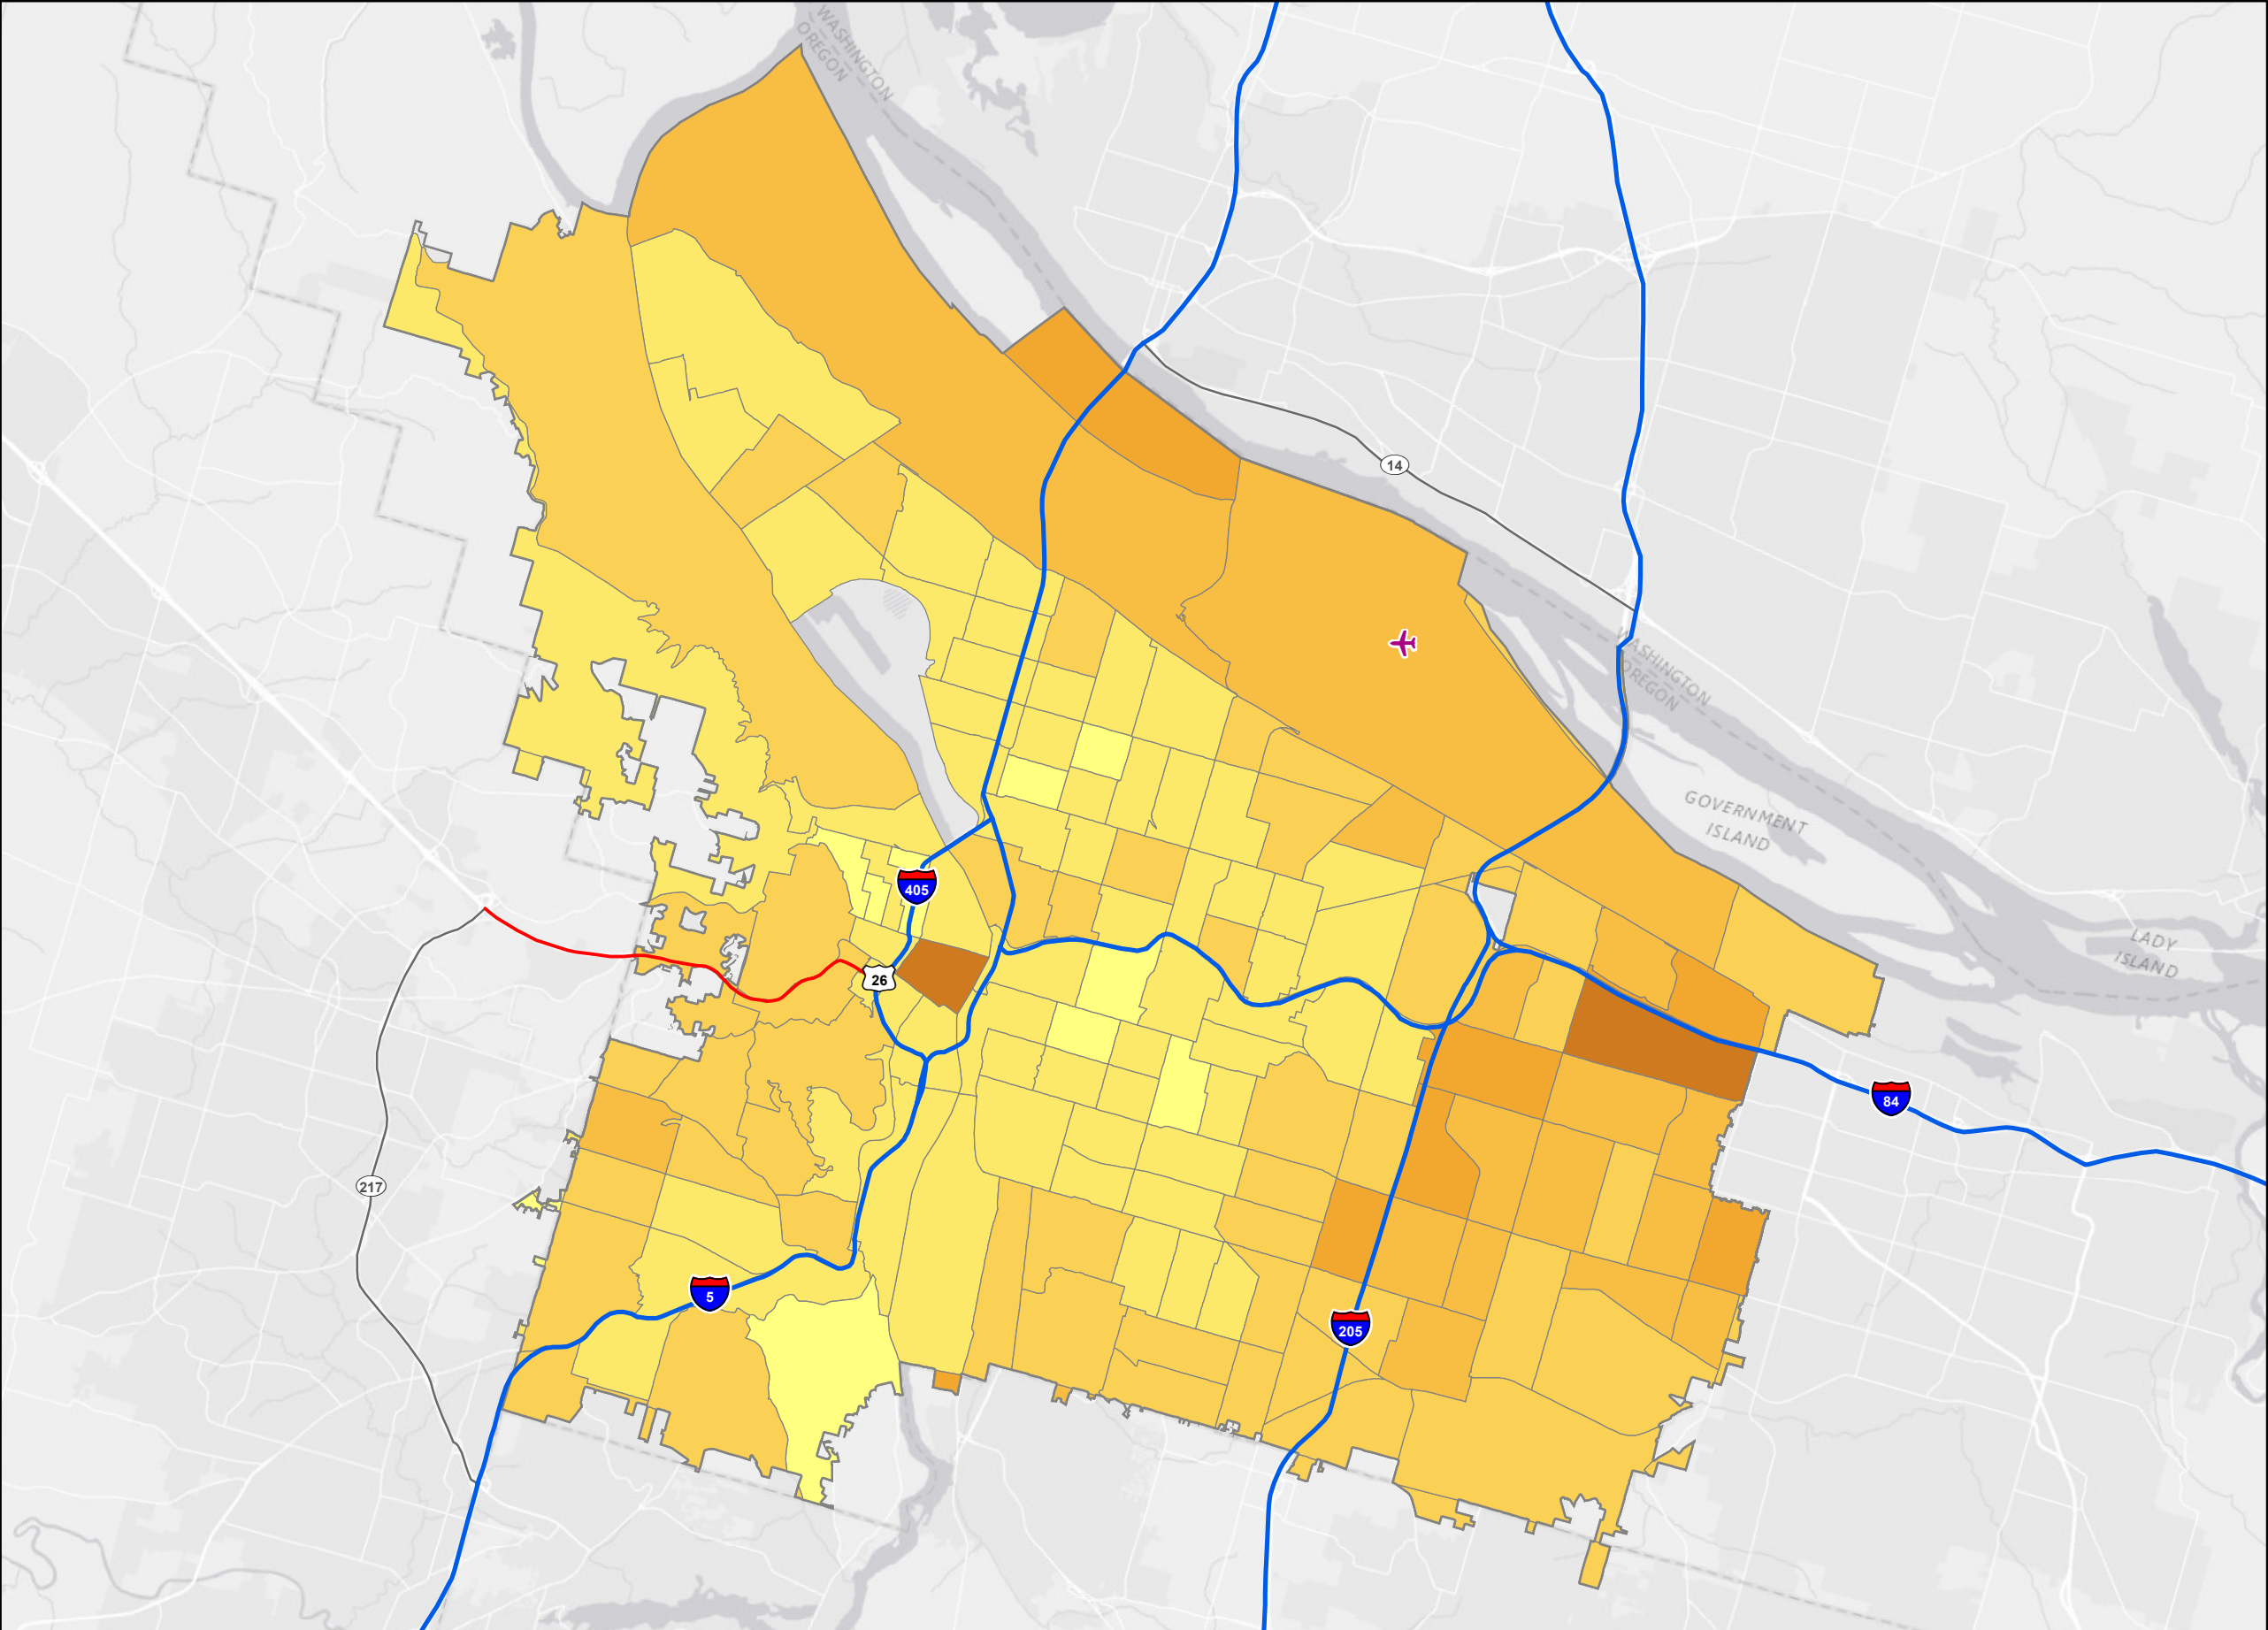 WASHINGTON
OREGON
14
WASHINGTON
OREGON
GOVERNMENT
ISLAND
405
LADY
ISLAND
26
84
217
5
205